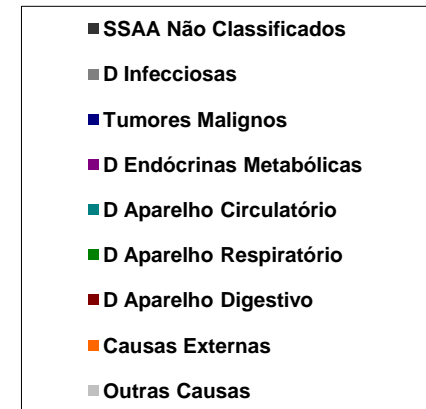 SSAA Não Classificados
D Infecciosas
Tumores Malignos
D Endócrinas Metabólicas
D Aparelho Circulatório
D Aparelho Respiratório
D Aparelho Digestivo
Causas Externas
Outras Causas